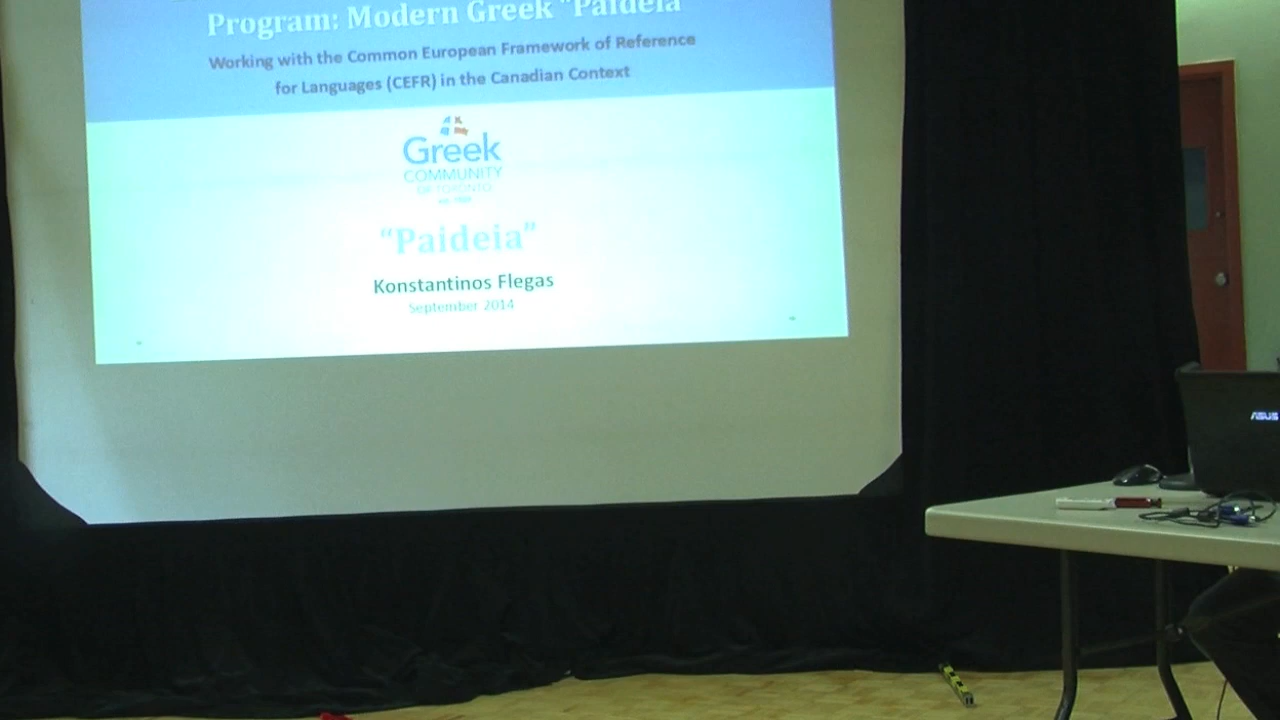 Program: Modern Greek "Paideia
Working with the Common European Framework of Reference
for Languages (CEFR) in the Canadian Context
Greek
COMMUNITY
OF TORONTO
"Paideia"
Konstantinos Flegas
September 2014
ASUS